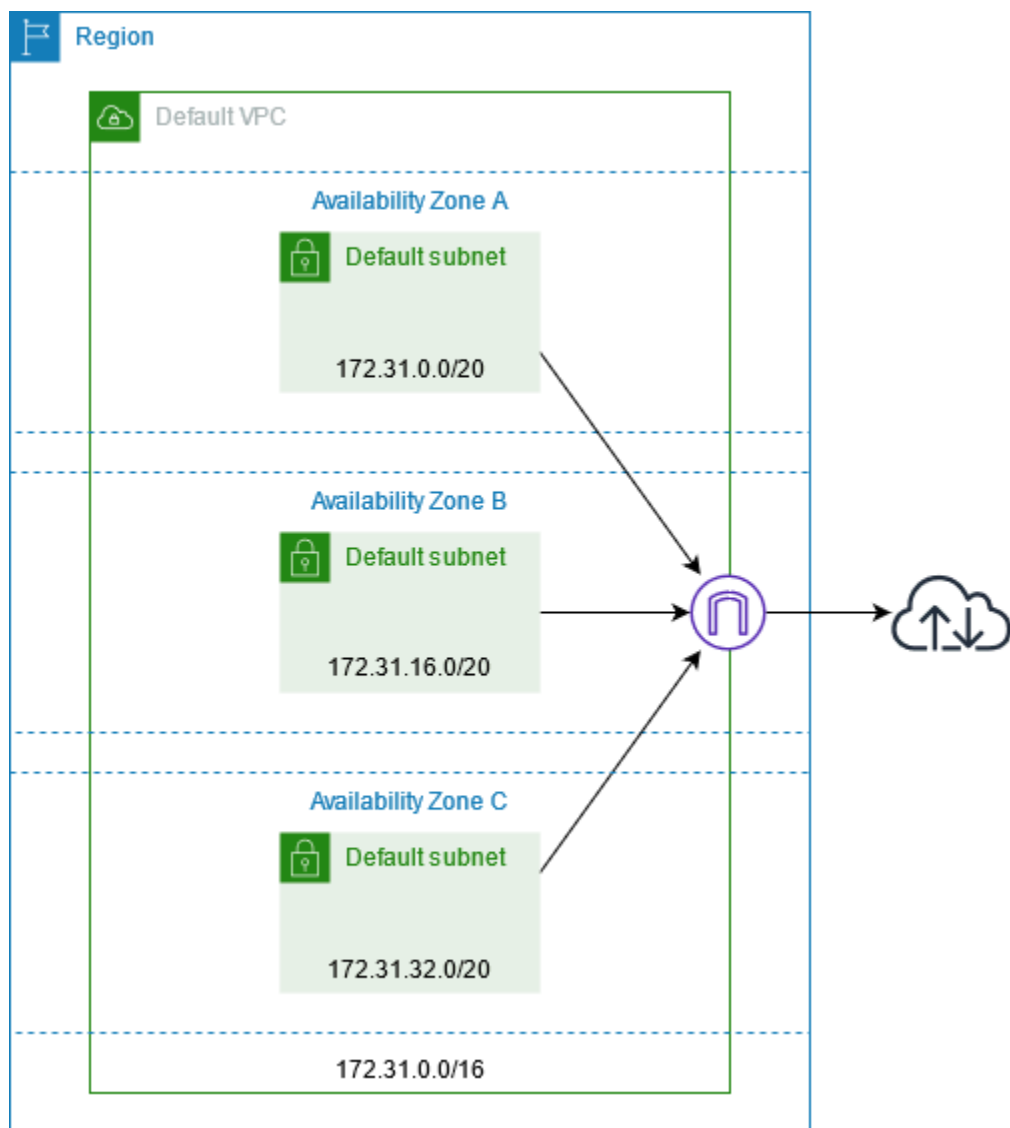 Region
Default VPC
Availability Zone A
Default subnet
172.31.0.0/20
Availability Zone B
Default subnet
172.31.16.0/20
Availability Zone C
Default subnet
172.31.32.0/20
172.31.0.0/16